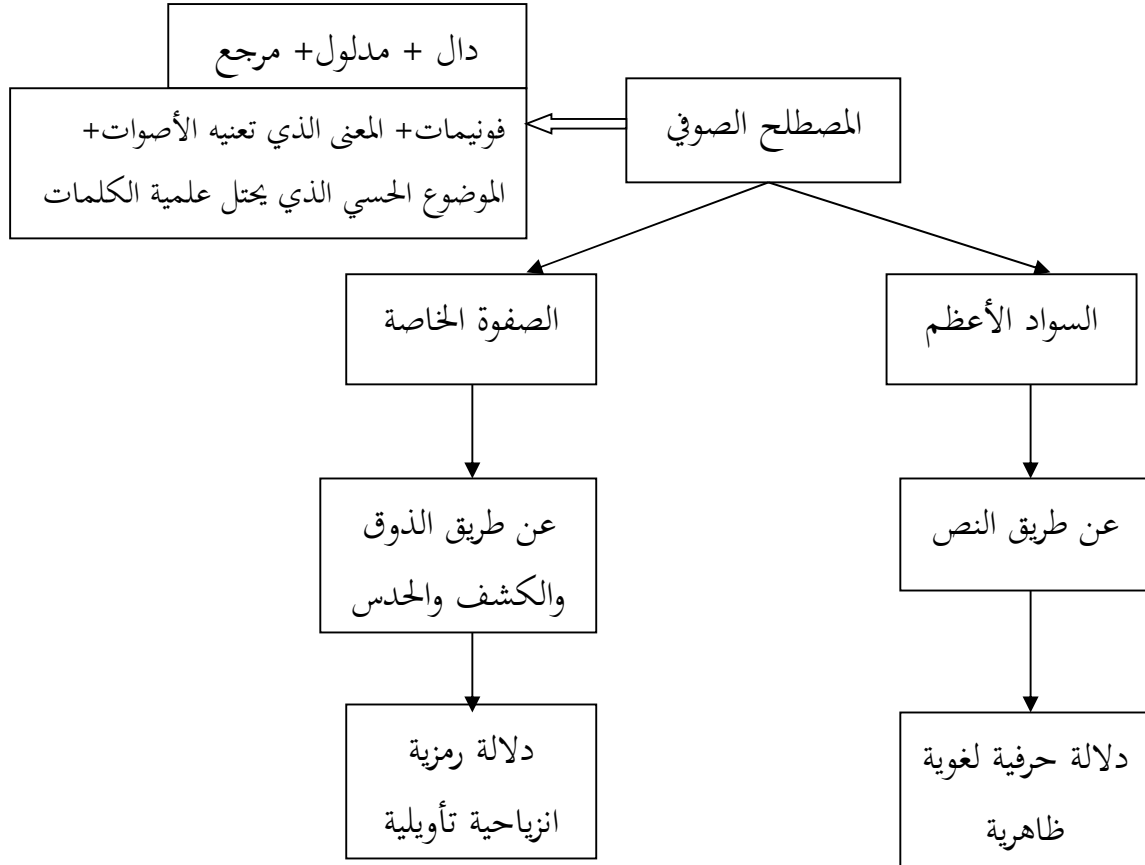 دال + مدلول+ مرجع
المصطلح الصوفي
فونيمات+ المعنى الذي تعنيه الأصوات+
الموضوع الحسي الذي يحتل علمية الكلمات
السواد الأعظم
الصفوة الخاصة
عن طريق النص
عن طريق الذوق
والكشف والحدس
دلالة حرفية لغوية
ظاهرية
دلالة رمزية
انزياحية تأويلية